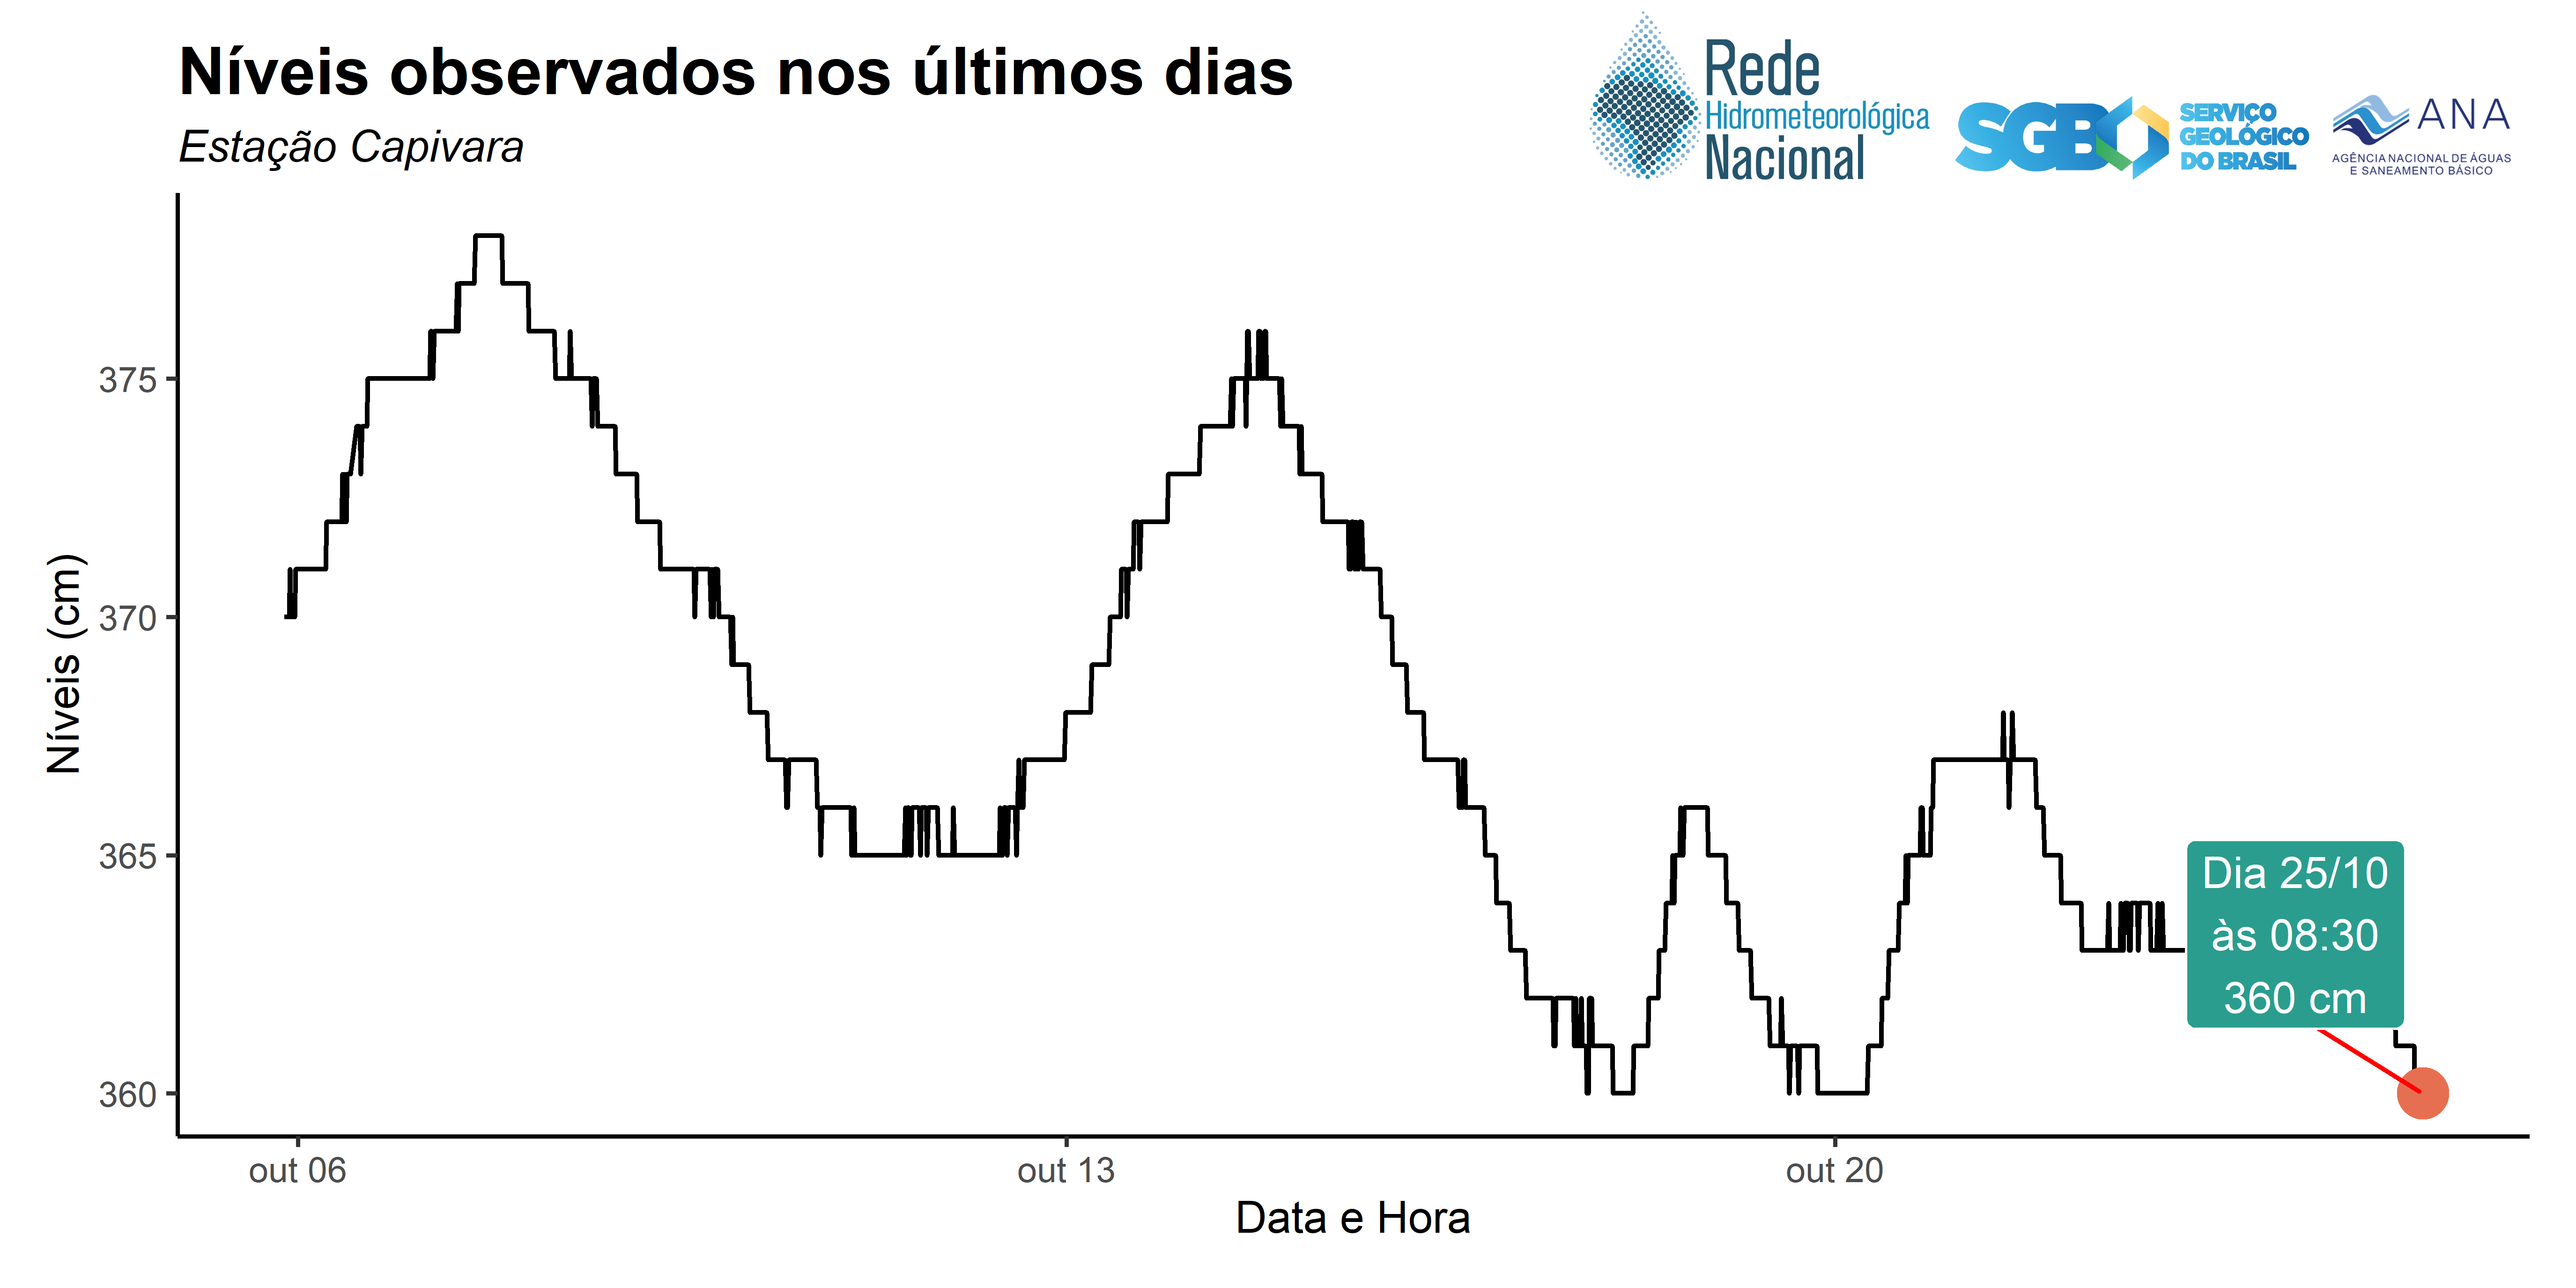 Níveis observados nos últimos dias
Estação Capivara
Rede
Hidrometeorológica
Nacional
SGB
SERVIÇO
GEOLÓGICO
DO BRASIL
ANA
AGÊNCIA NACIONAL DE ÁGUAS
E SANEAMENTO BÁSICO
Níveis (cm)
375
370
365
360
Dia 25/10
às 08:30
360 cm
out 06
out 13
out 20
Data e Hora